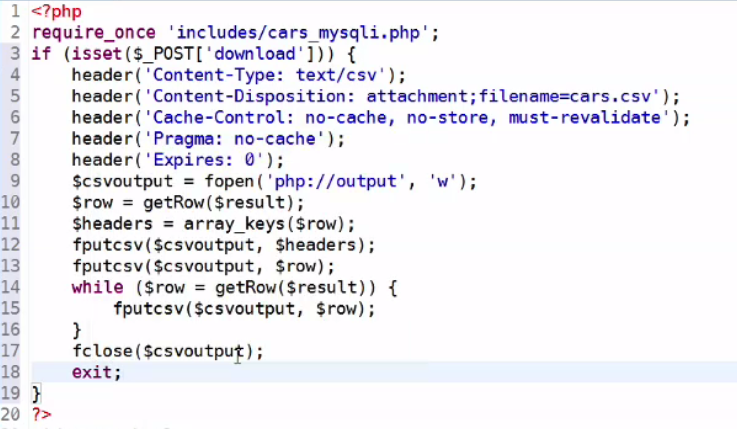 1 <?php
2 require_once 'includes/cars_mysqli.php';
3 if (isset($_POST['download'])) {
4     header('Content-Type: text/csv');
5     header('Content-Disposition: attachment;filename=cars.csv');
6     header('Cache-Control: no-cache, no-store, must-revalidate');
7     header('Pragma: no-cache');
8     header('Expires: 0');
9     $csvoutput = fopen('php://output', 'w');
10     $row = getRow($result);
11     $headers = array_keys($row);
12     fputcsv($csvoutput, $headers);
13     fputcsv($csvoutput, $row);
14     while ($row = getRow($result)) {
15         fputcsv($csvoutput, $row);
16     }
17     fclose($csvoutput);
18     exit;
19 }
20 ?>